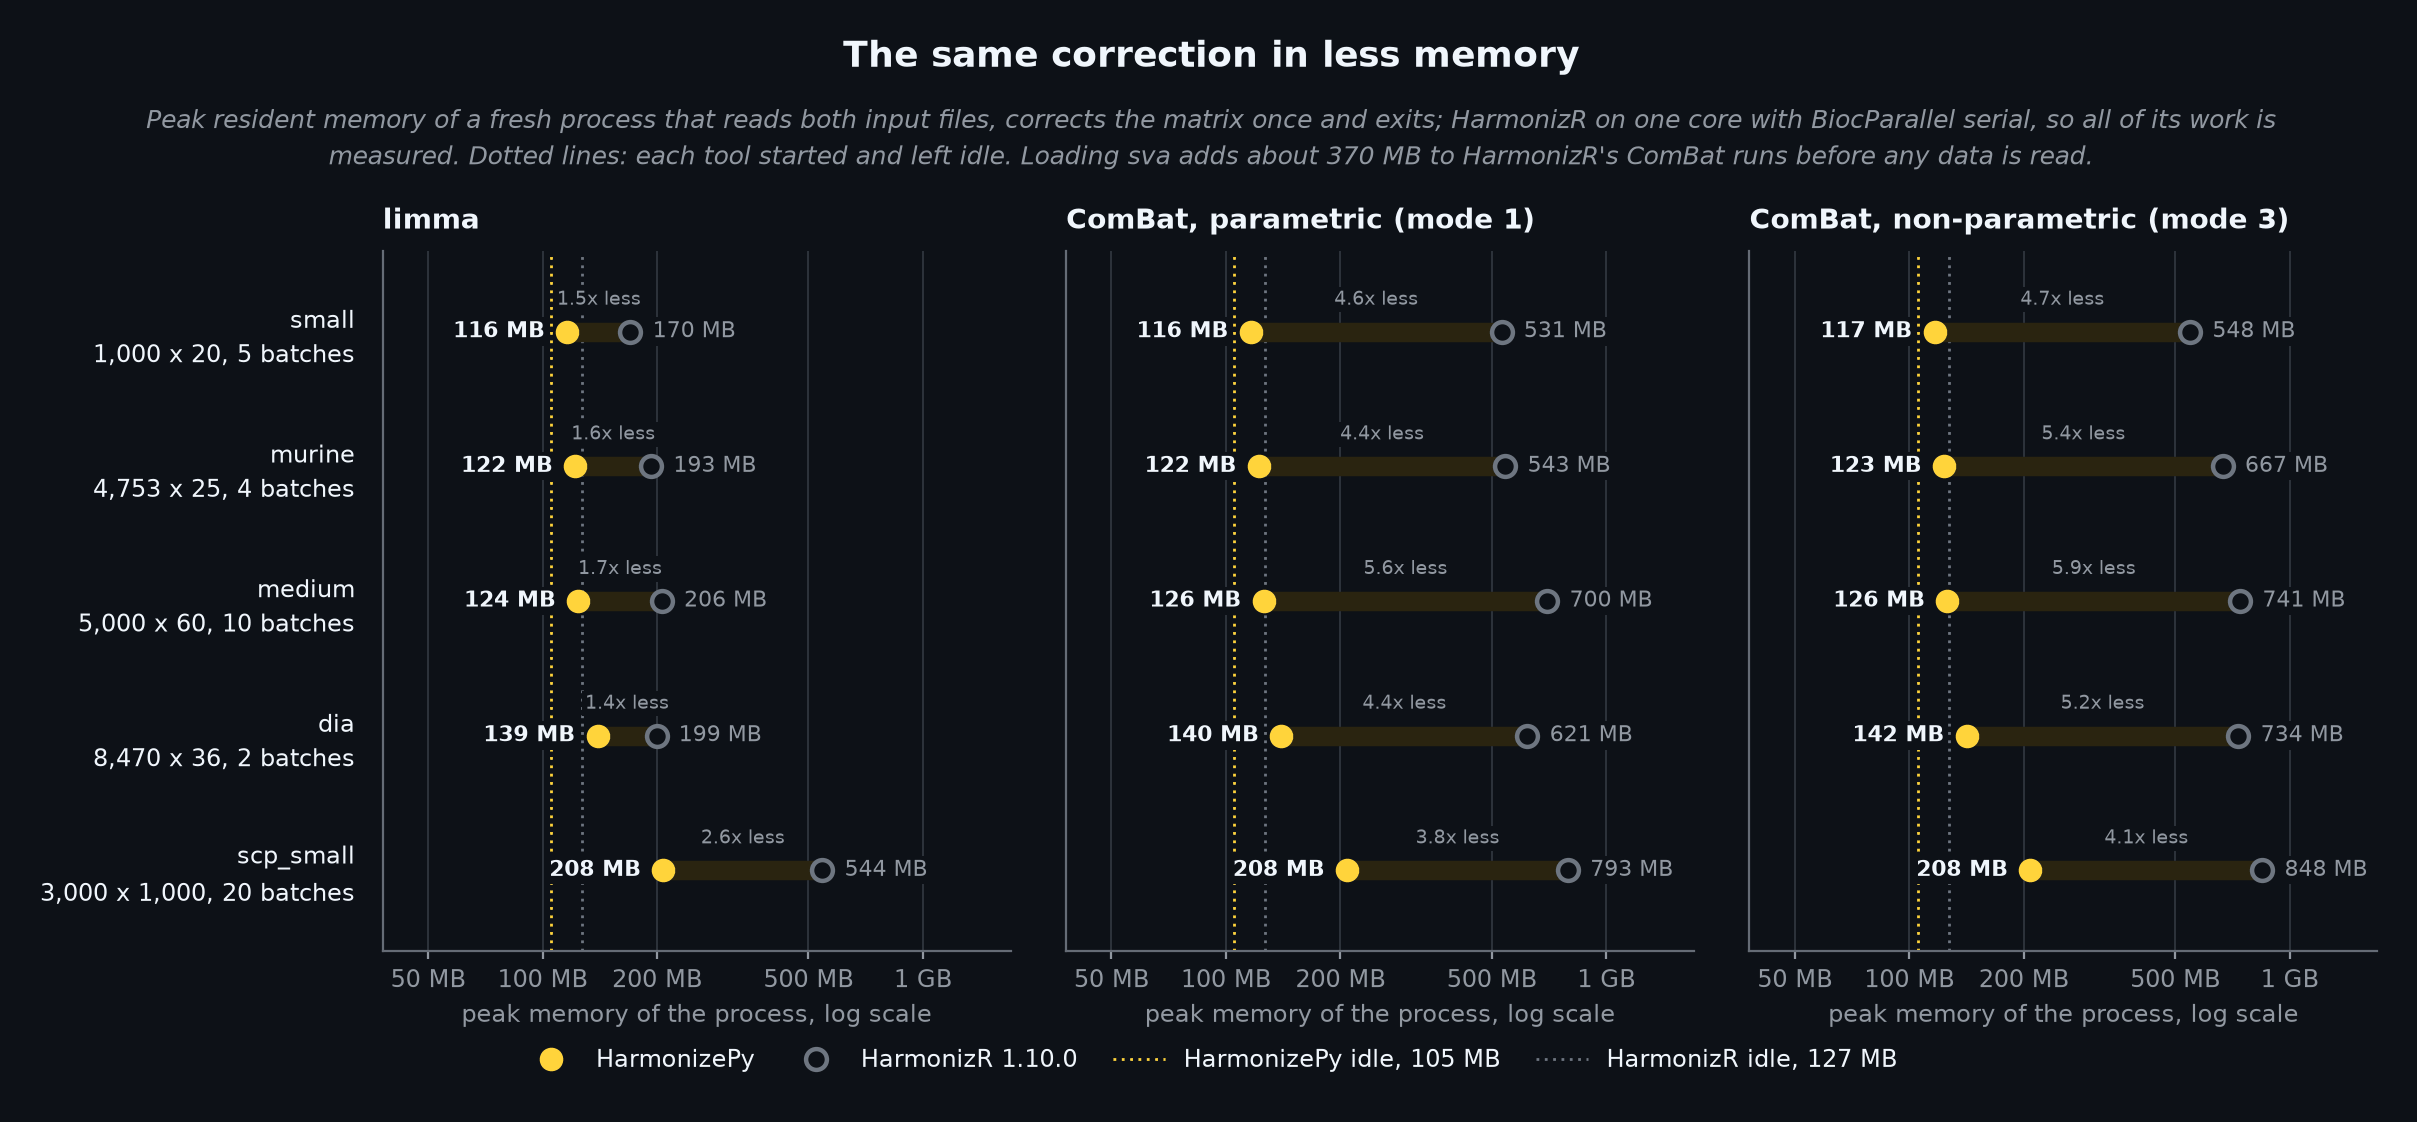 The same correction in less memory
Peak resident memory of a fresh process that reads both input files, corrects the matrix once and exits; HarmonizR on one core with BiocParallel serial, so all of its work is
measured. Dotted lines: each tool started and left idle. Loading sva adds about 370 MB to HarmonizR's ComBat runs before any data is read.
limma
ComBat, parametric (mode 1)
ComBat, non-parametric (mode 3)
small
1,000 x 20, 5 batches
1.5x less
116 MB
170 MB
4.6x less
116 MB
531 MB
4.7x less
117 MB
548 MB
murine
4,753 x 25, 4 batches
1.6x less
122 MB
193 MB
4.4x less
122 MB
543 MB
5.4x less
123 MB
667 MB
medium
5,000 x 60, 10 batches
1.7x less
124 MB
206 MB
5.6x less
126 MB
700 MB
5.9x less
126 MB
741 MB
dia
8,470 x 36, 2 batches
1.4x less
139 MB
199 MB
4.4x less
140 MB
621 MB
5.2x less
142 MB
734 MB
scp_small
3,000 x 1,000, 20 batches
2.6x less
208 MB
544 MB
3.8x less
208 MB
793 MB
4.1x less
208 MB
848 MB
50 MB 100 MB 200 MB 500 MB 1 GB
50 MB 100 MB 200 MB 500 MB 1 GB
50 MB 100 MB 200 MB 500 MB 1 GB
peak memory of the process, log scale
peak memory of the process, log scale
peak memory of the process, log scale
HarmonizePy
HarmonizR 1.10.0
HarmonizePy idle, 105 MB
HarmonizR idle, 127 MB